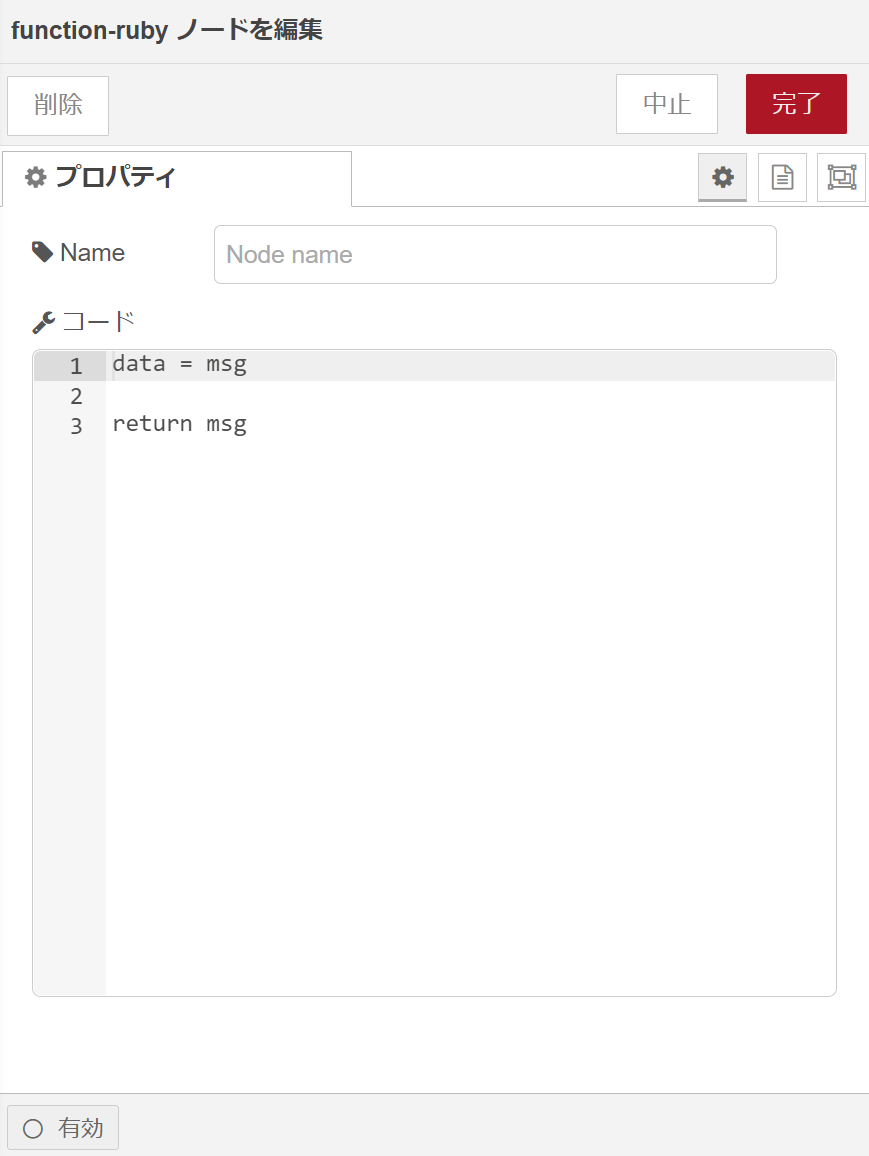 function-ruby ノードを編集
削除
中止
完了
プロパティ
Name
Node name
コード
1 data = msg
2
3 return msg
有効